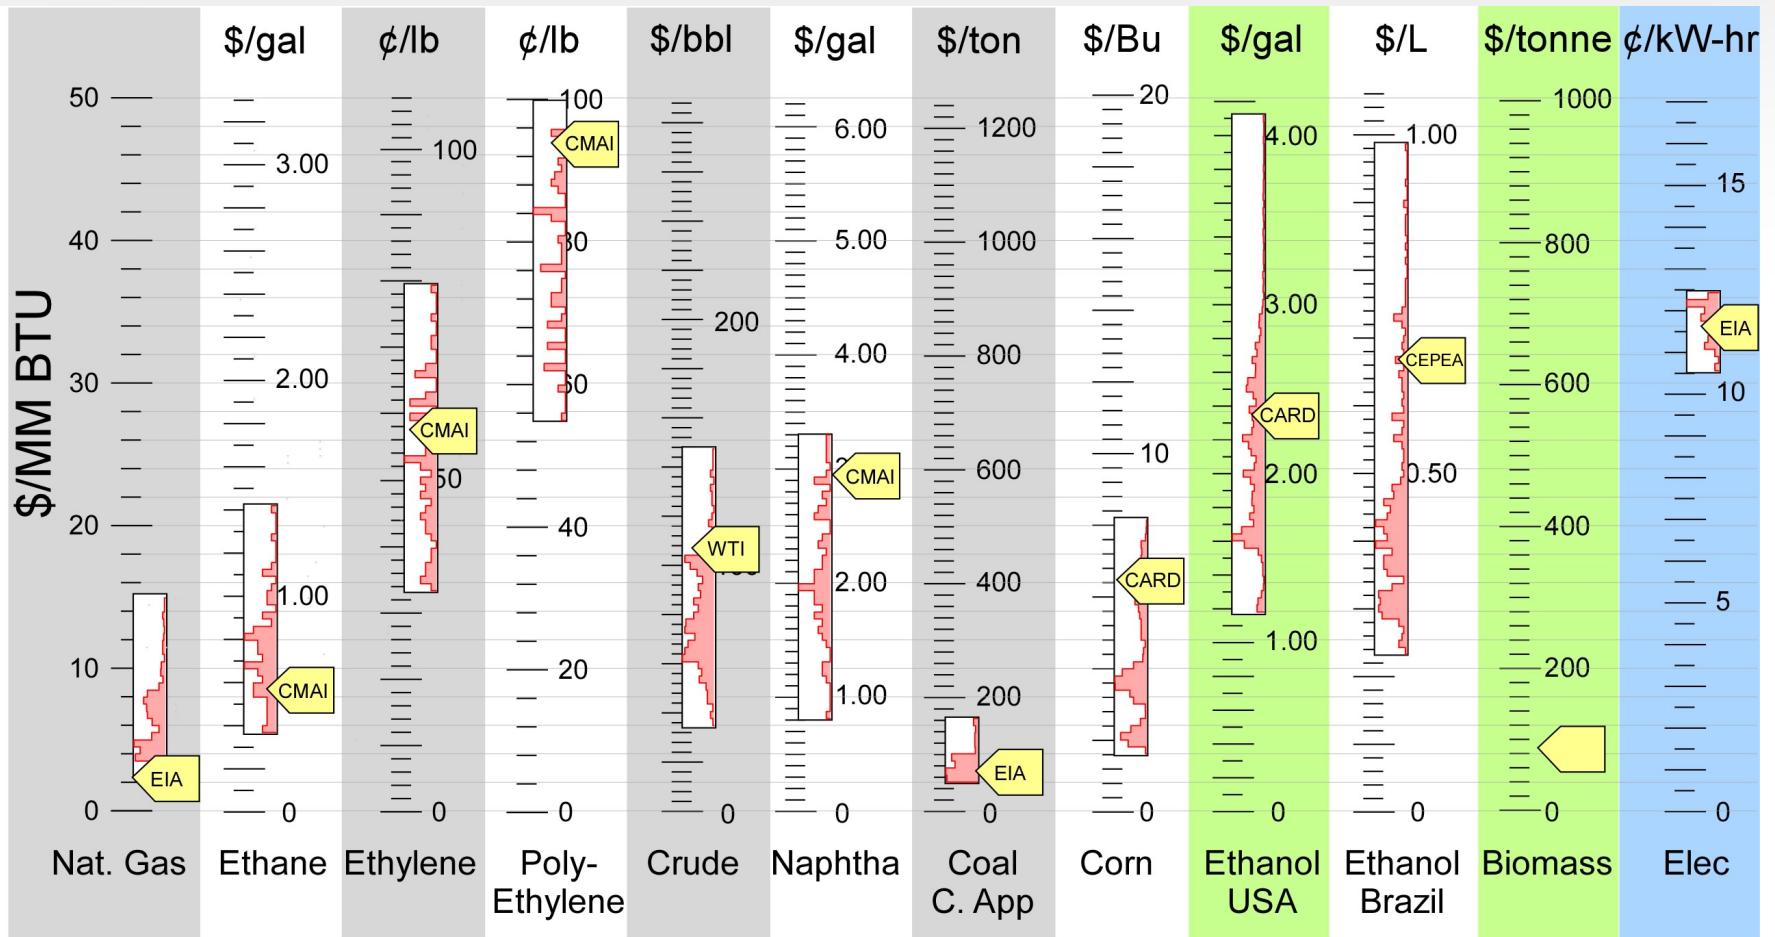 $/gal ¢/lb ¢/lb $/bbl $/gal $/ton $/Bu $/gal $/L $/tonne ¢/kW-hr
$/MM BTU
50
40
30
20
10
0
EIA
Nat. Gas
3.00
2.00
1.00
CMAI
0
Ethane
100
CMAI
50
0
Ethylene
100
CMAI
80
60
40
20
0
Poly-
Ethylene
200
WTI
0
Crude
6.00
5.00
4.00
CMAI
2.00
1.00
0
Naphtha
1200
1000
800
600
400
200
EIA
0
Coal
C. App
20
10
CARD
0
Corn
4.00
3.00
CARD
2.00
1.00
0
Ethanol
USA
1.00
CEPEA
0.50
0
Ethanol
Brazil
1000
800
600
400
200
0
Biomass
15
EIA
10
5
0
Elec